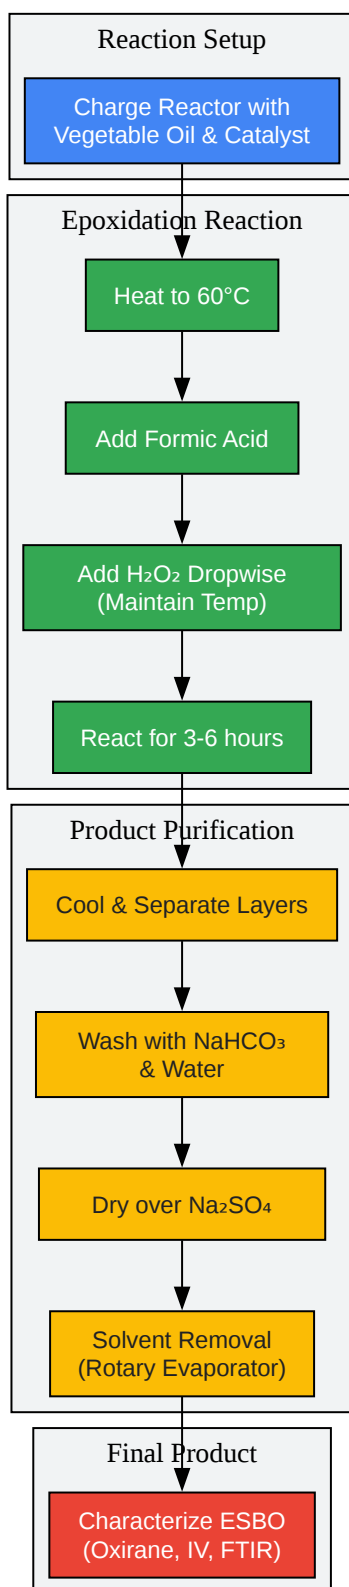 Reaction Setup
Charge Reactor with
Vegetable Oil & Catalyst
Epoxidation Reaction
Heat to 60°C
Add Formic Acid
Add H₂O₂ Dropwise
(Maintain Temp)
React for 3-6 hours
Product Purification
Cool & Separate Layers
Wash with NaHCO₃
& Water
Dry over Na₂SO₄
Solvent Removal
(Rotary Evaporator)
Final Product
Characterize ESBO
(Oxirane, IV, FTIR)